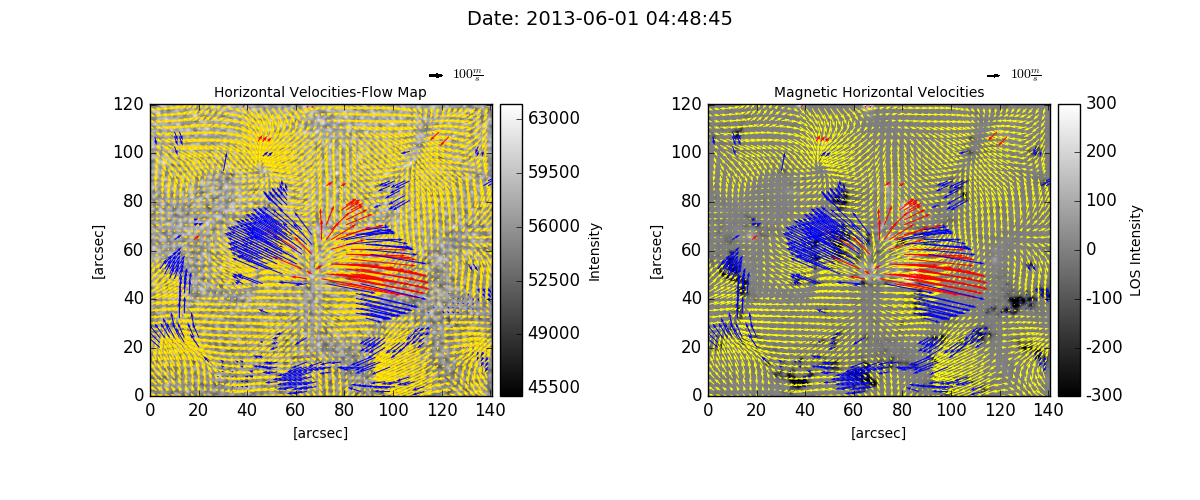 Date: 2013-06-01 04:48:45
100 m/s
Horizontal Velocities-Flow Map
120
100
80
60
40
20
0
0 20 40 60 80 100 120 140
[arcsec]
[arcsec]
63000
59500
56000
52500
49000
45500
Intensity
100 m/s
Magnetic Horizontal Velocities
120
100
80
60
40
20
0
0 20 40 60 80 100 120 140
[arcsec]
[arcsec]
300
200
100
0
-100
-200
-300
LOS Intensity